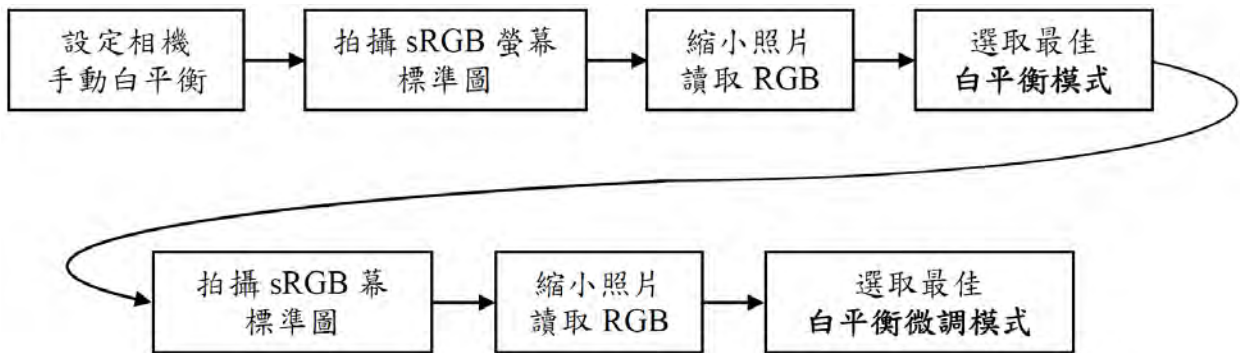 設定相機
手動白平衡
拍攝 sRGB 螢幕
標準圖
縮小照片
讀取 RGB
選取最佳
白平衡模式
拍攝 sRGB 幕
標準圖
縮小照片
讀取 RGB
選取最佳
白平衡微調模式